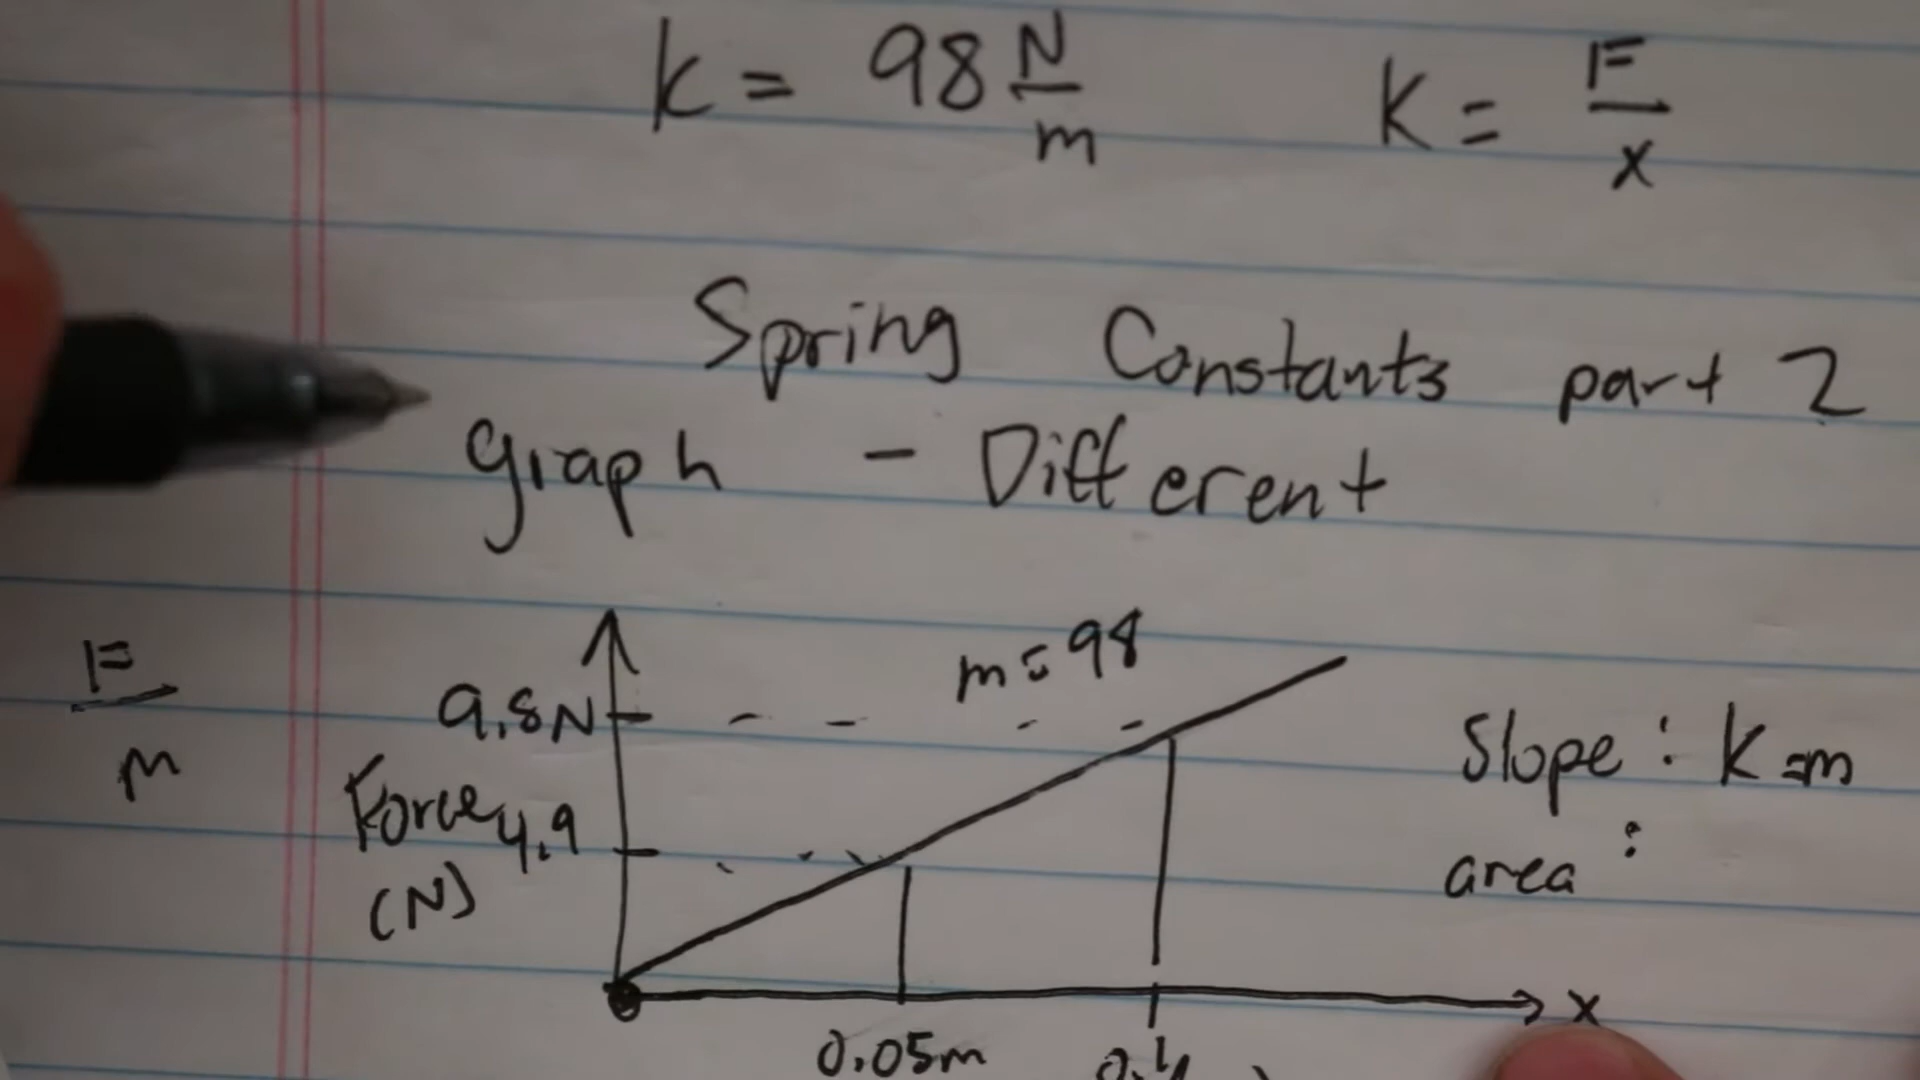 k = 98 N/m
K = F/x
Spring Constants part 2
graph - Different
F/m
m = 98
9.8N
Force
(N)
4.9
Slope : K = m
area :
x
0.05m